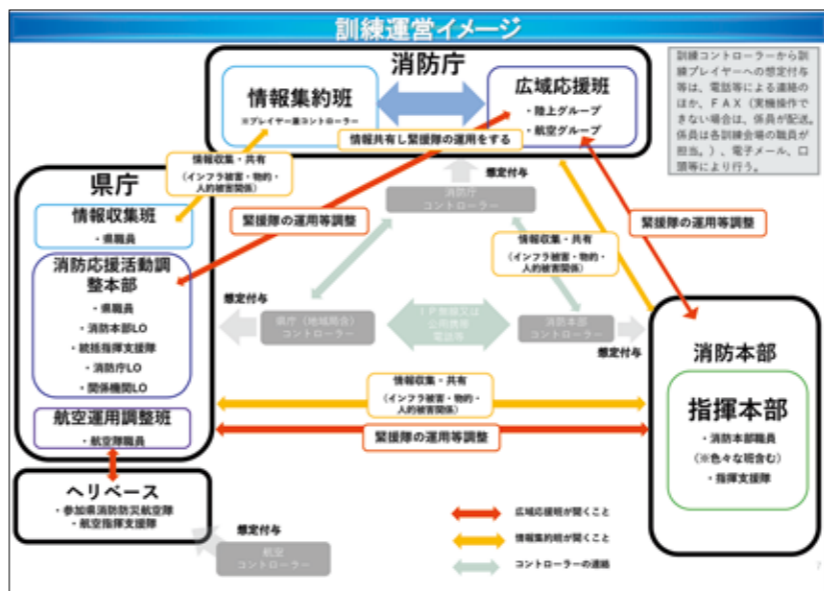 訓練運営イメージ
消防庁
情報集約班
※プレイヤー兼コントローラー
広域応援班
・陸上グループ
・航空グループ
情報共有し緊援隊の運用をする
訓練コントローラーから訓
練プレイヤーへの想定付与
等は、電話等による連絡の
ほか、FAX(実機操作で
きない場合は、係員が配送。
係員は各訓練会場の職員が
担当。)、電子メール、口
頭等により行う。
情報収集・共有
(インフラ被害・物的・
人的被害関係)
想定付与
消防庁
コントローラー
県庁
情報収集班
・県職員
消防応援活動調
整本部
・県職員
・消防本部LO
・統括指揮支援隊
・消防庁LO
・関係機関LO
航空運用調整班
・航空隊職員
緊援隊の運用等調整
緊援隊の運用等調整
情報収集・共有
(インフラ被害・物的・
人的被害関係)
想定付与
県庁(地域局含)
コントローラー
公用携帯
電話等
消防本部
コントローラー
想定付与
消防本部
指揮本部
・消防本部職員
(※色々な班含む)
・指揮支援隊
情報収集・共有
(インフラ被害・物的・
人的被害関係)
緊援隊の運用等調整
ヘリベース
・参加県消防防災航空隊
・航空指揮支援隊
想定付与
航空
コントローラー
広域応援班が聞くこと
情報集約班が聞くこと
コントローラーの連絡
7